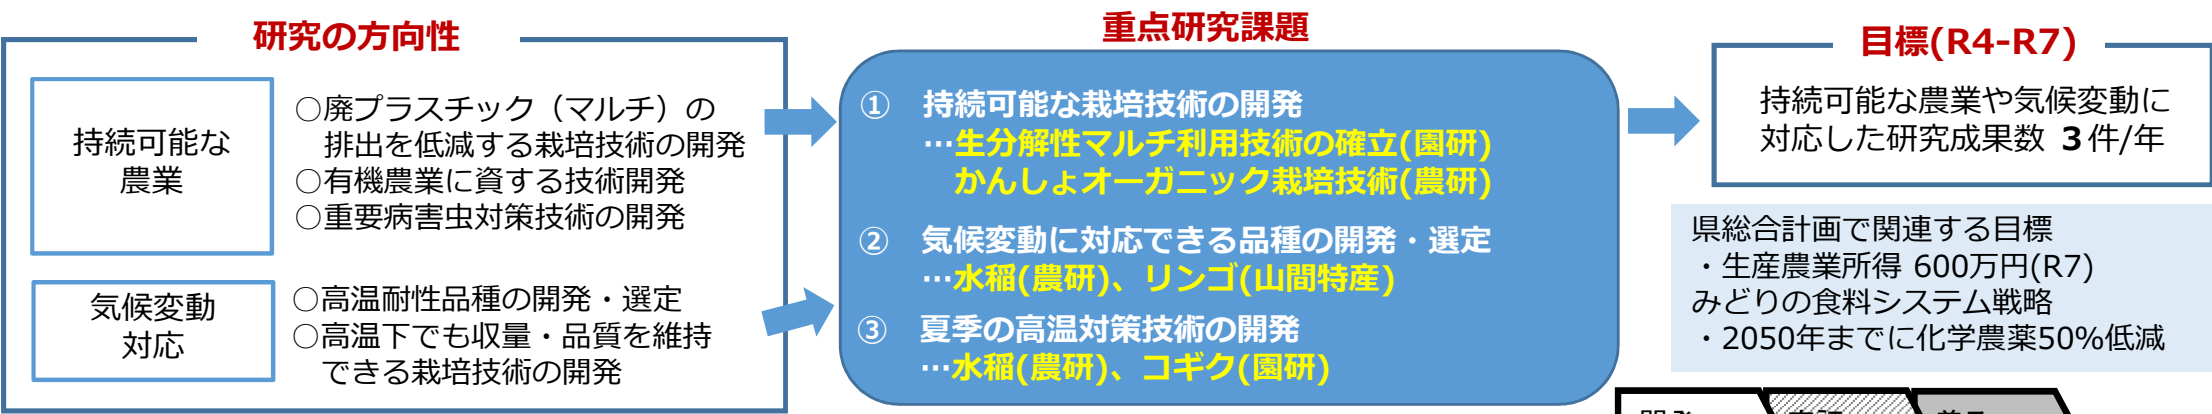 研究の方向性
持続可能な
農業
○廃プラスチック（マルチ）の
排出を低減する栽培技術の開発
○有機農業に資する技術開発
○重要病害虫対策技術の開発
気候変動
対応
○高温耐性品種の開発・選定
○高温下でも収量・品質を維持
できる栽培技術の開発
重点研究課題
① 持続可能な栽培技術の開発
…生分解性マルチ利用技術の確立(園研)
かんしょオーガニック栽培技術(農研)
② 気候変動に対応できる品種の開発・選定
…水稲(農研)、リンゴ(山間特産)
③ 夏季の高温対策技術の開発
…水稲(農研)、コギク(園研)
目標(R4-R7)
持続可能な農業や気候変動に
対応した研究成果数 3件/年
県総合計画で関連する目標
・生産農業所得 600万円(R7)
みどりの食料システム戦略
・2050年までに化学農薬50%低減